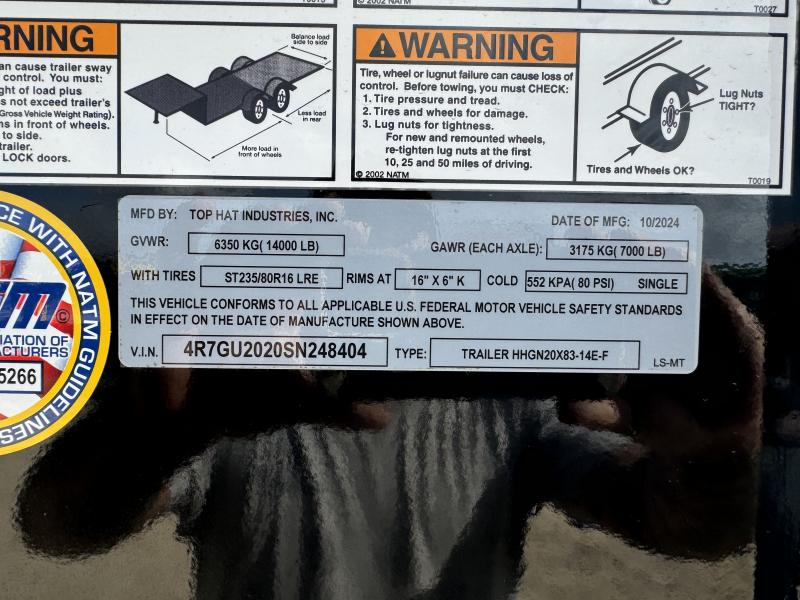 © 2002 NATM
T0027
RNING
can cause trailer sway
control. You must:
ght of load plus
s not exceed trailer's
Gross Vehicle Weight Rating).
s in front of wheels.
to side.
trailer.
LOCK doors.
Balance load
side to side
Less load
in rear
More load in
front of wheels
WARNING
Tire, wheel or lugnut failure can cause loss of
control. Before towing, you must CHECK:
1. Tire pressure and tread.
2. Tires and wheels for damage.
3. Lug nuts for tightness.
For new and remounted wheels,
re-tighten lug nuts at the first
10, 25 and 50 miles of driving.
© 2002 NATM
Lug Nuts
TIGHT?
Tires and Wheels OK?
T0019
MFD BY: TOP HAT INDUSTRIES, INC. DATE OF MFG: 10/2024
GVWR: 6350 KG( 14000 LB) GAWR (EACH AXLE): 3175 KG( 7000 LB)
WITH TIRES ST235/80R16 LRE RIMS AT 16" X 6" K COLD 552 KPA( 80 PSI) SINGLE
THIS VEHICLE CONFORMS TO ALL APPLICABLE U.S. FEDERAL MOTOR VEHICLE SAFETY STANDARDS
IN EFFECT ON THE DATE OF MANUFACTURE SHOWN ABOVE.
V.I.N. 4R7GU2020SN248404 TYPE: TRAILER HHGN20X83-14E-F
LS-MT
CE WITH NATM GUIDELINES
TM ©
IATION OF
ACTURERS
5266